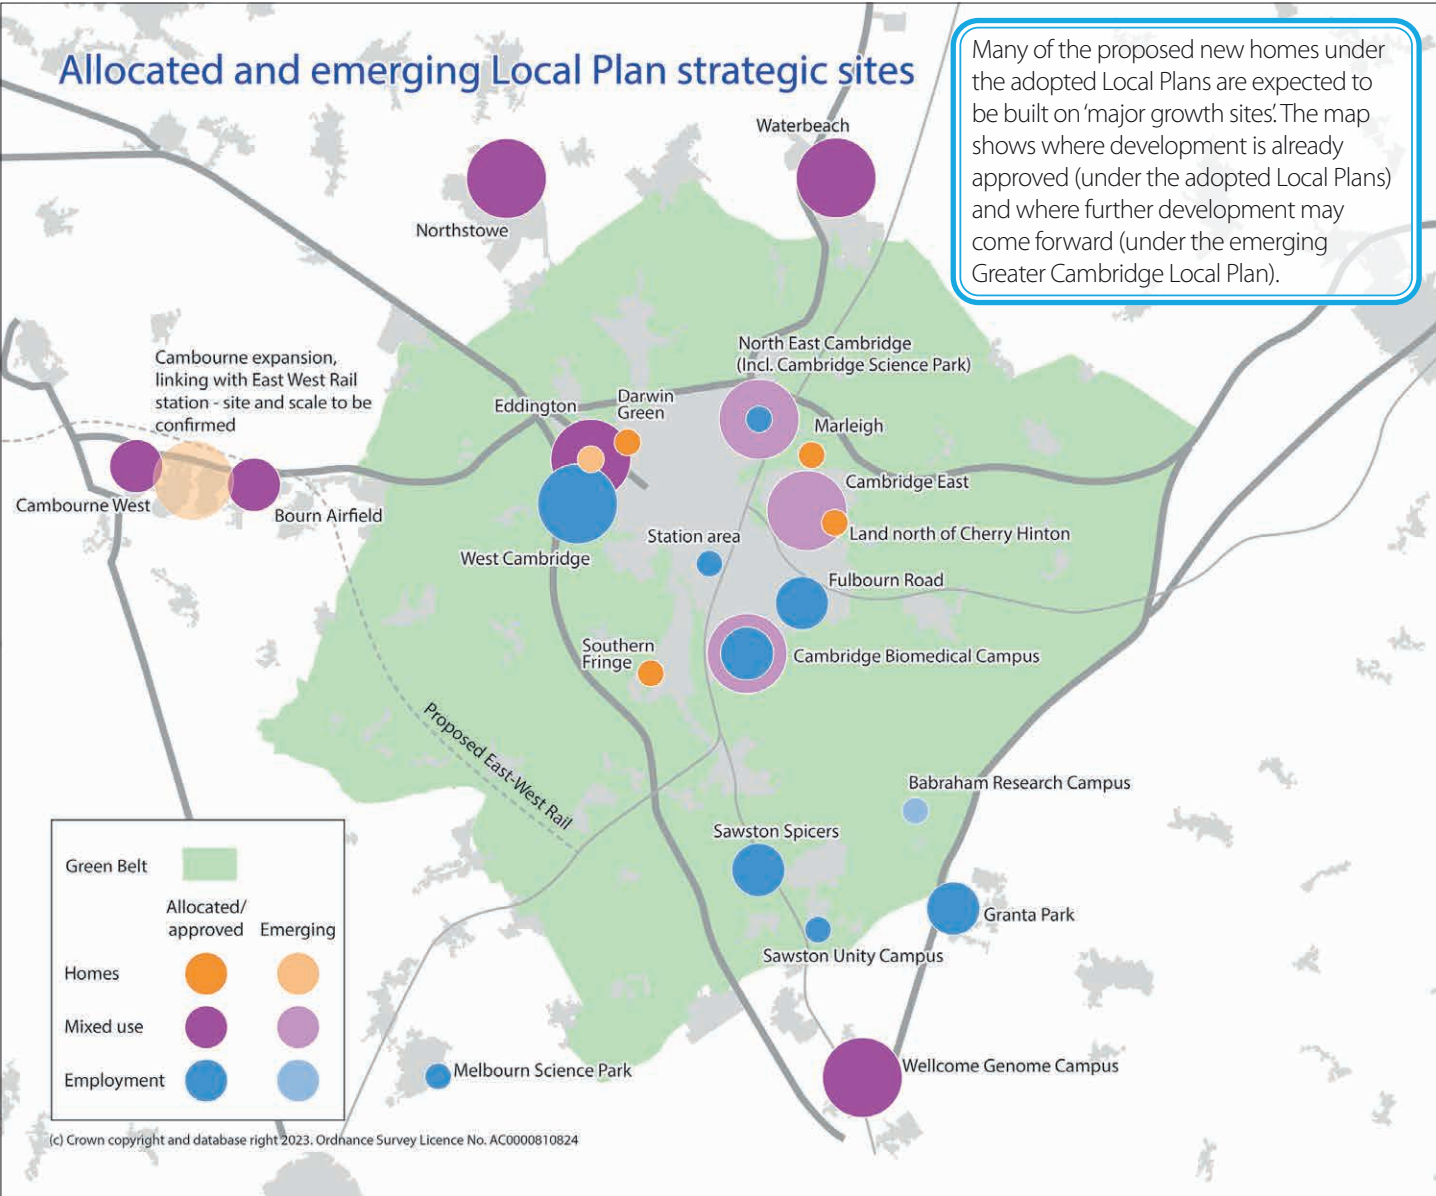 Allocated and emerging Local Plan strategic sites
Many of the proposed new homes under
the adopted Local Plans are expected to
be built on ‘major growth sites’. The map
shows where development is already
approved (under the adopted Local Plans)
and where further development may
come forward (under the emerging
Greater Cambridge Local Plan).
Waterbeach
Northstowe
North East Cambridge
(Incl. Cambridge Science Park)
Cambourne expansion,
linking with East West Rail
station - site and scale to be
confirmed
Eddington
Darwin
Green
Marleigh
Cambridge East
Cambourne West
Bourn Airfield
Land north of Cherry Hinton
Station area
West Cambridge
Fulbourn Road
Southern
Fringe
Cambridge Biomedical Campus
Proposed East-West Rail
Babraham Research Campus
Sawston Spicers
Granta Park
Sawston Unity Campus
Wellcome Genome Campus
Melbourn Science Park
Green Belt
Allocated/
approved
Emerging
Homes
Mixed use
Employment
(c) Crown copyright and database right 2023. Ordnance Survey Licence No. AC0000810824